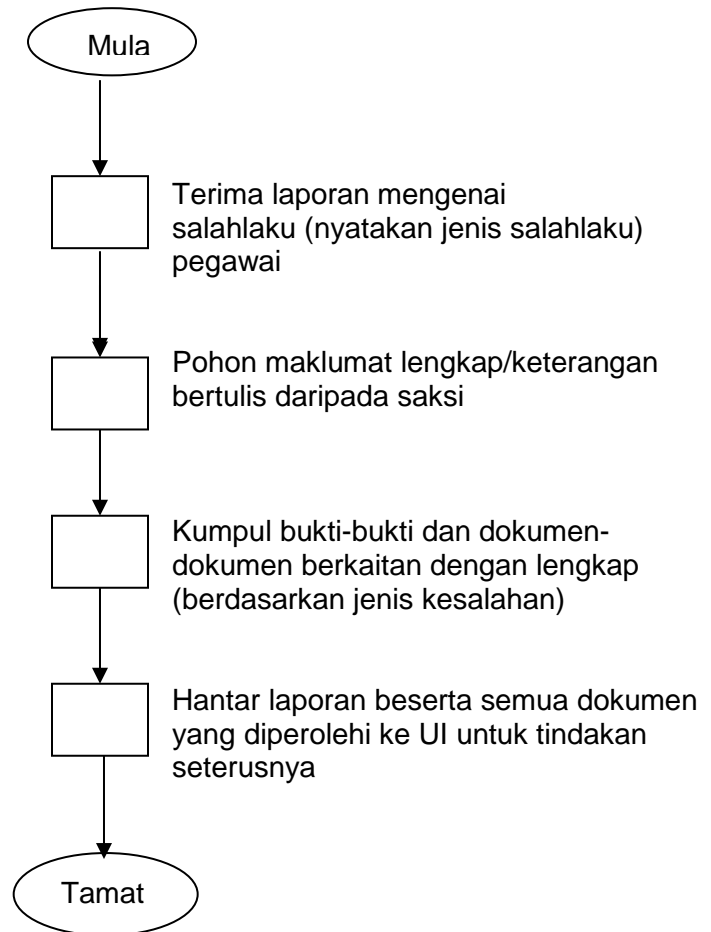 Mula
Terima laporan mengenai
salahlaku (nyatakan jenis salahlaku)
pegawai
Pohon maklumat lengkap/keterangan
bertulis daripada saksi
Kumpul bukti-bukti dan dokumen-
dokumen berkaitan dengan lengkap
(berdasarkan jenis kesalahan)
Hantar laporan beserta semua dokumen
yang diperolehi ke UI untuk tindakan
seterusnya
Tamat